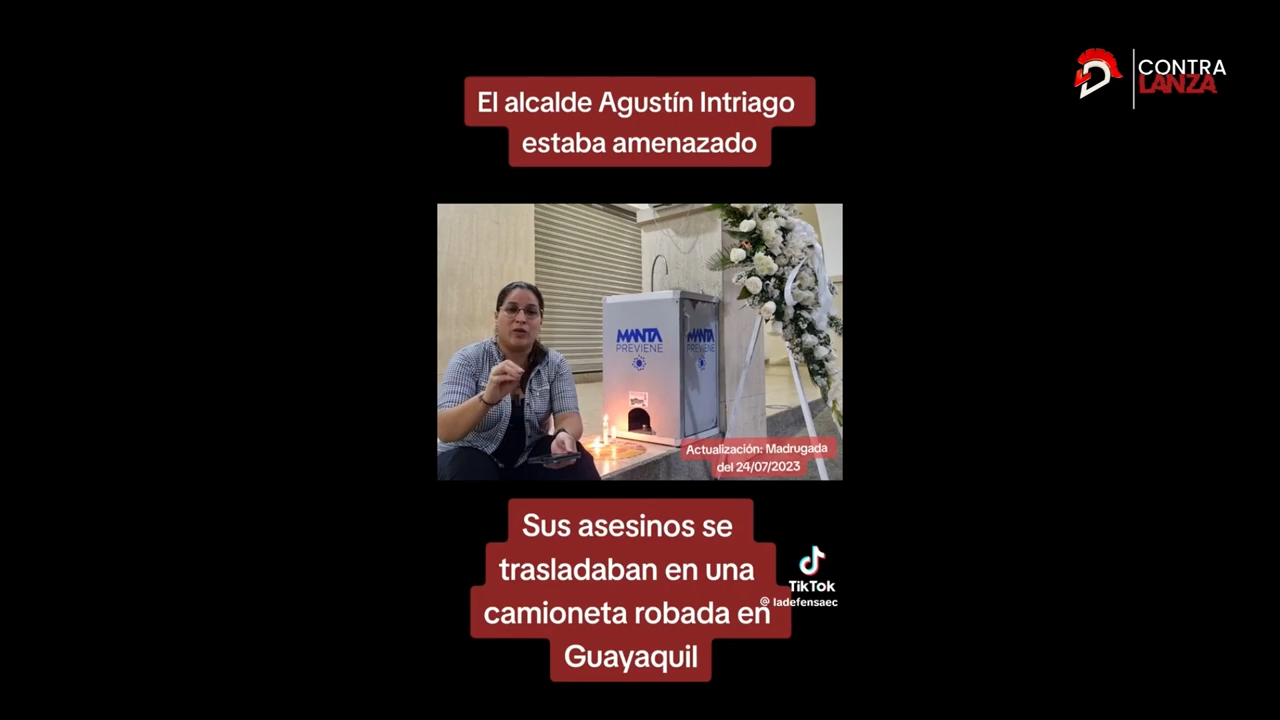 CONTRA
LANZA
El alcalde Agustín Intriago
estaba amenazado
MANTA
PREVIENE
MANTA
PREVIENE
Actualización: Madrugada
del 24/07/2023
Sus asesinos se
trasladaban en una
camioneta robada en
Guayaquil
TikTok
@ladefensaec